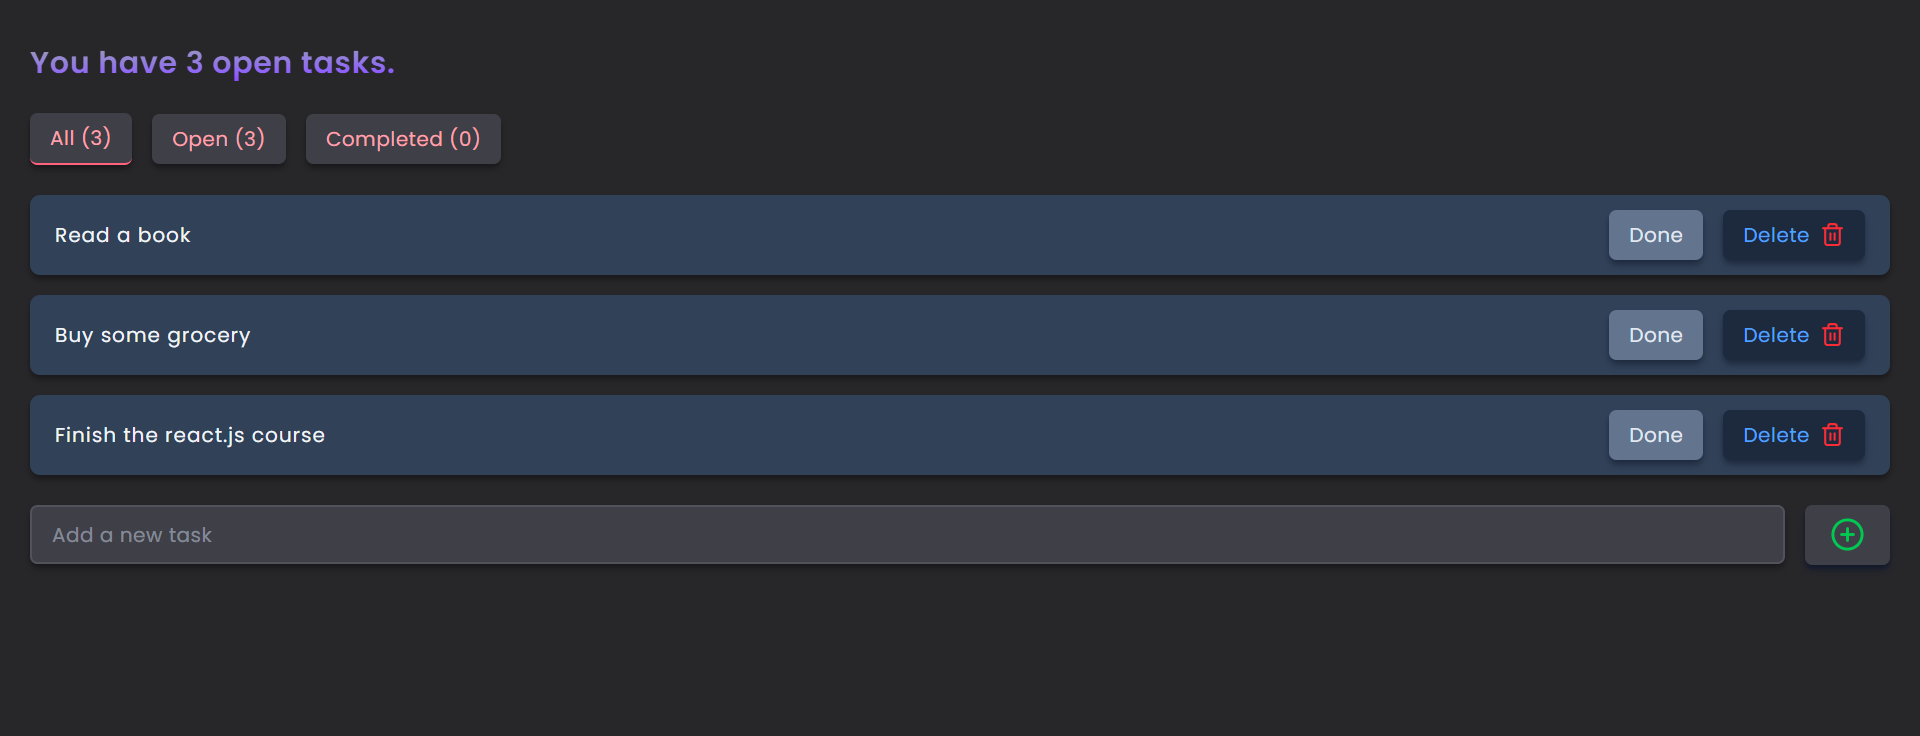 You have 3 open tasks.
All (3) Open (3) Completed (0)
Read a book Done Delete
Buy some grocery Done Delete
Finish the react.js course Done Delete
Add a new task